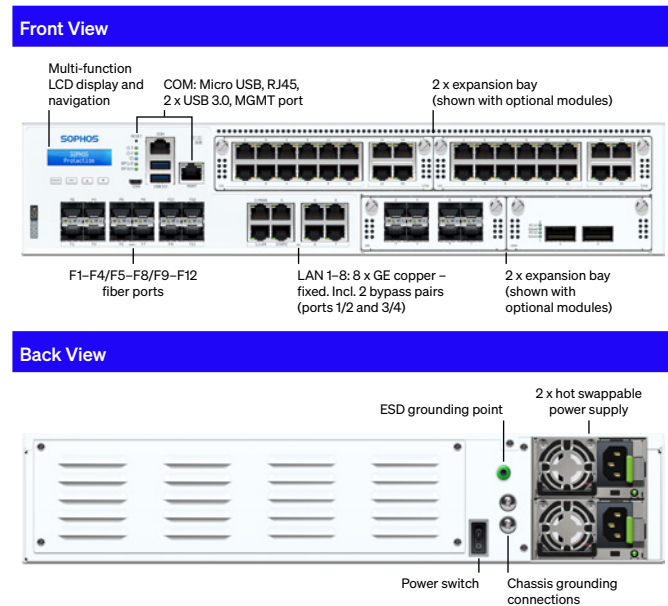 Front View
Multi-function
LCD display and
navigation
COM: Micro USB, RJ45,
2 x USB 3.0, MGMT port
2 x expansion bay
(shown with optional modules)
SOPHOS
SOPHOS
Protection
F1–F4/F5–F8/F9–F12
fiber ports
LAN 1–8: 8 x GE copper –
fixed. Incl. 2 bypass pairs
(ports 1/2 and 3/4)
2 x expansion bay
(shown with
optional modules)
Back View
ESD grounding point
2 x hot swappable
power supply
Power switch
Chassis grounding
connections